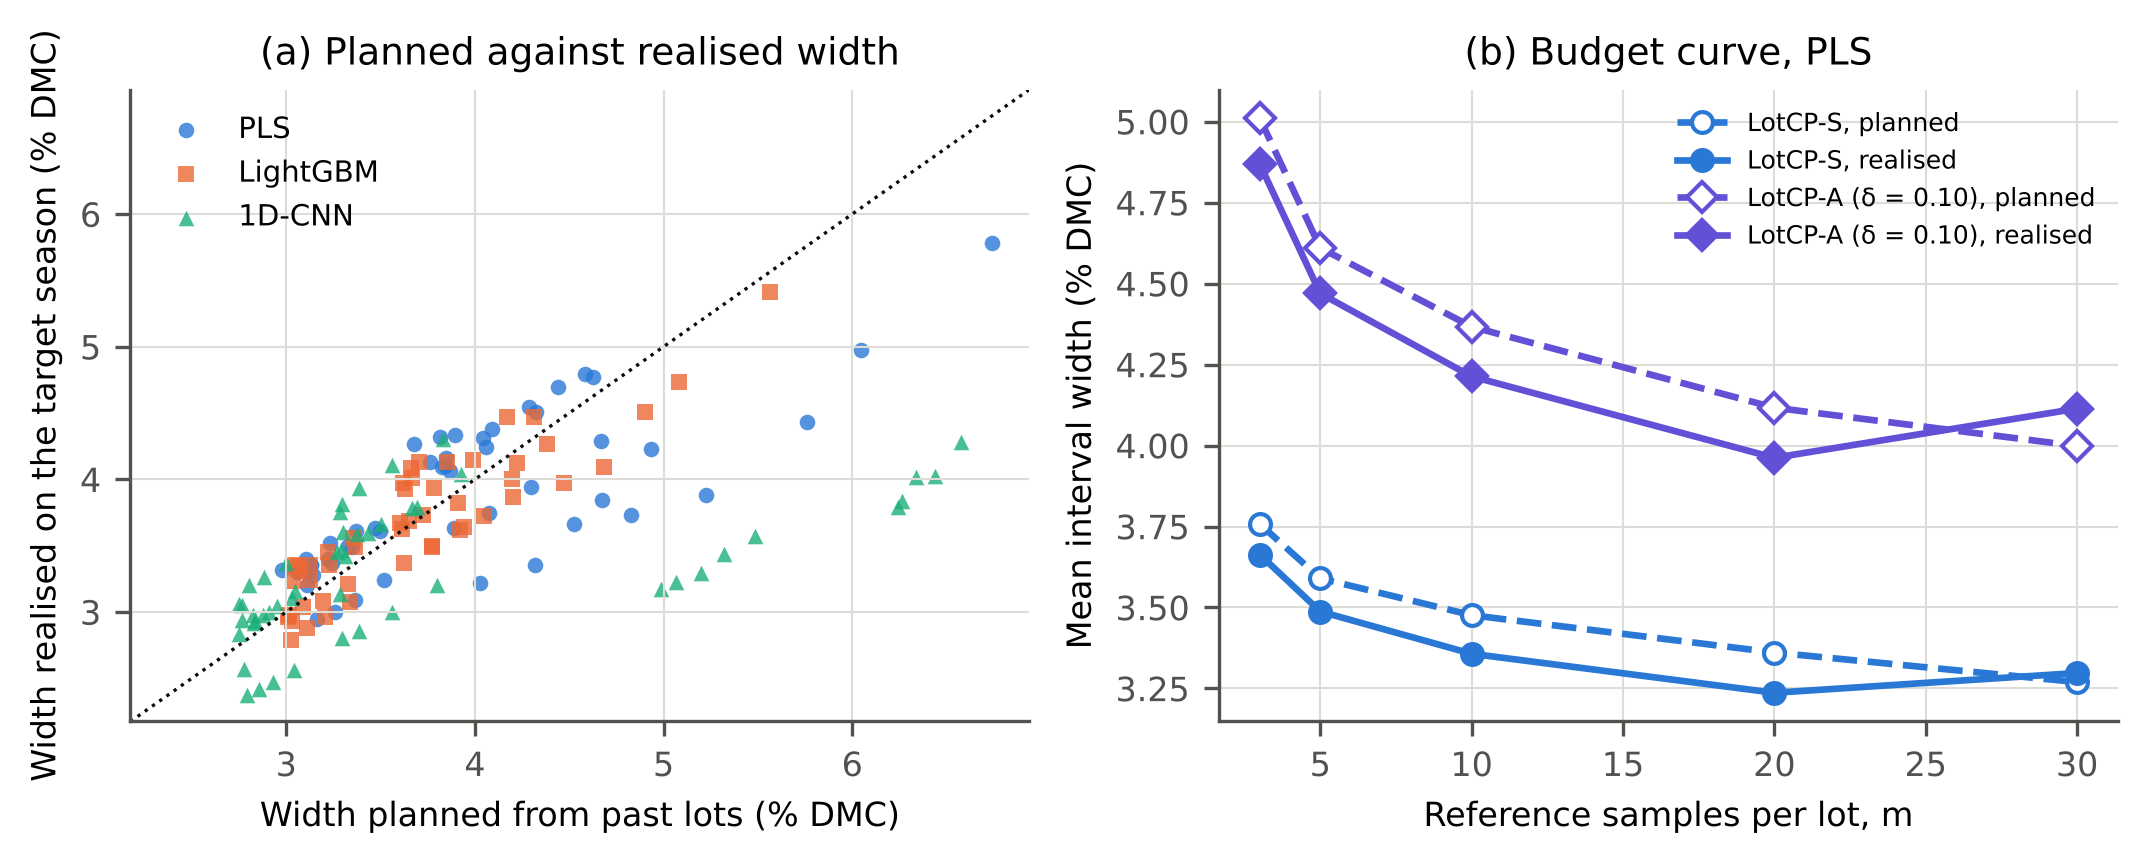 (a) Planned against realised width
Width realised on the target season (% DMC)
PLS
LightGBM
1D-CNN
6
5
4
3
3 4 5 6
Width planned from past lots (% DMC)
(b) Budget curve, PLS
Mean interval width (% DMC)
LotCP-S, planned
LotCP-S, realised
LotCP-A (δ = 0.10), planned
LotCP-A (δ = 0.10), realised
5.00
4.75
4.50
4.25
4.00
3.75
3.50
3.25
5 10 15 20 25 30
Reference samples per lot, m